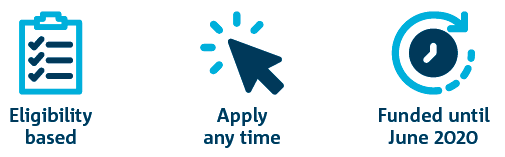 Eligibility
based
Apply
any time
Funded until
June 2020